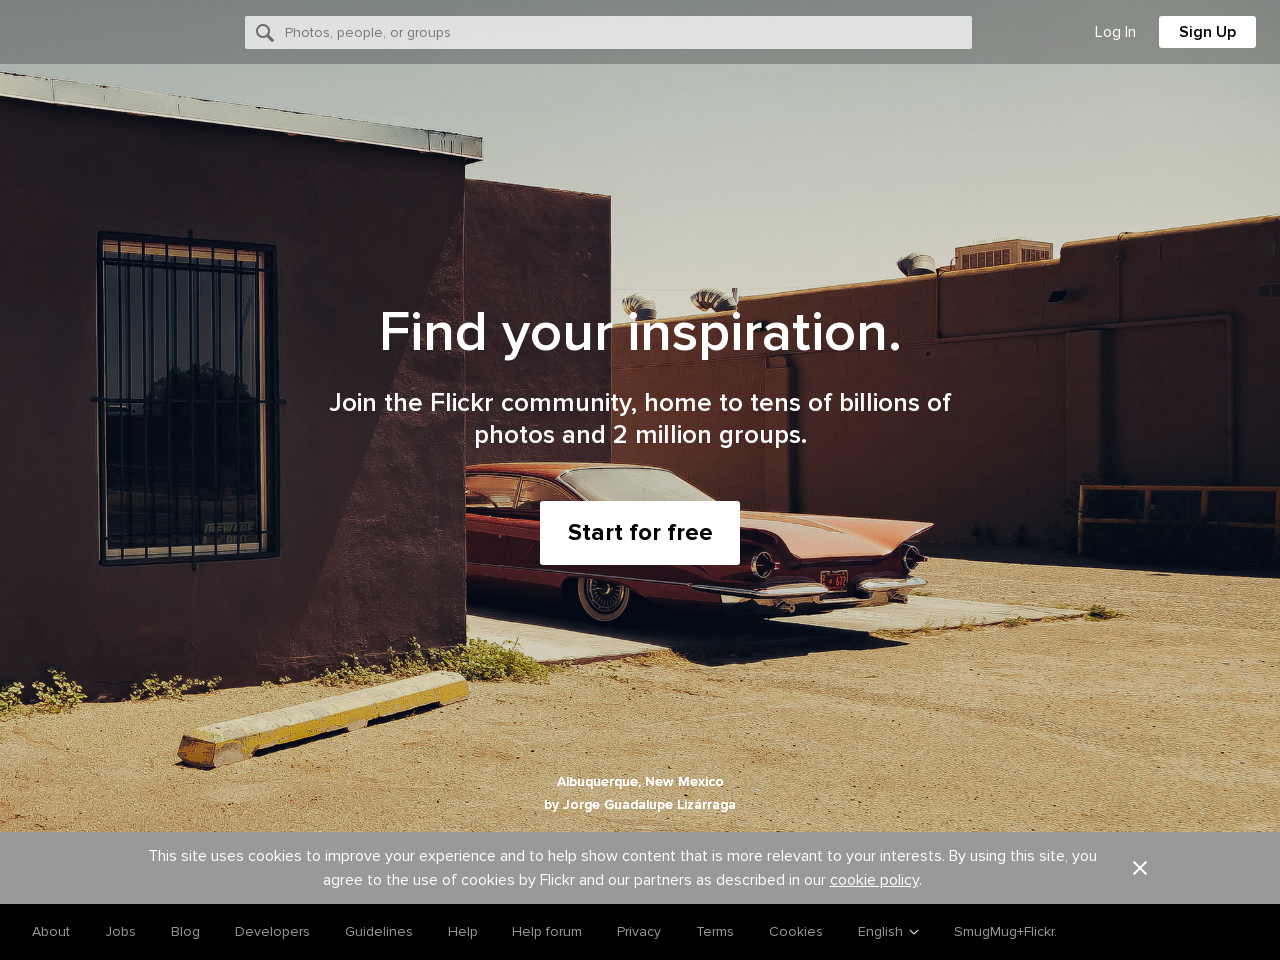 Photos, people, or groups
Log In
Sign Up
Find your inspiration.
Join the Flickr community, home to tens of billions of
photos and 2 million groups.
Start for free
Albuquerque, New Mexico
by Jorge Guadalupe Lizárraga
This site uses cookies to improve your experience and to help show content that is more relevant to your interests. By using this site, you
agree to the use of cookies by Flickr and our partners as described in our cookie policy.
About Jobs Blog Developers Guidelines Help Help forum Privacy Terms Cookies English SmugMug+Flickr.